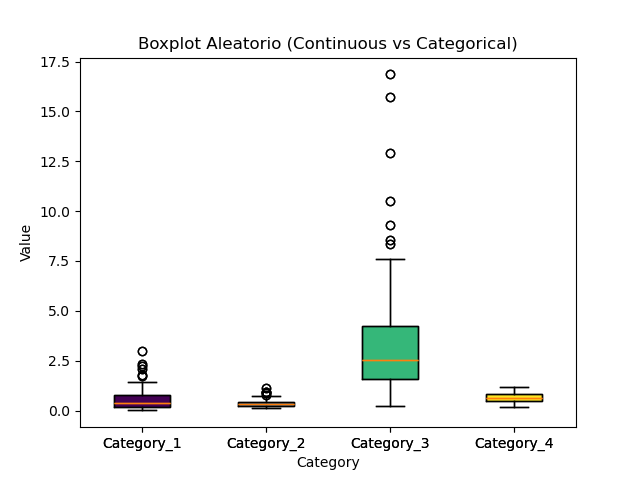 Boxplot Aleatorio (Continuous vs Categorical)
17.5
15.0
12.5
10.0
7.5
5.0
2.5
0.0
Value
Category_1 Category_2 Category_3 Category_4
Category